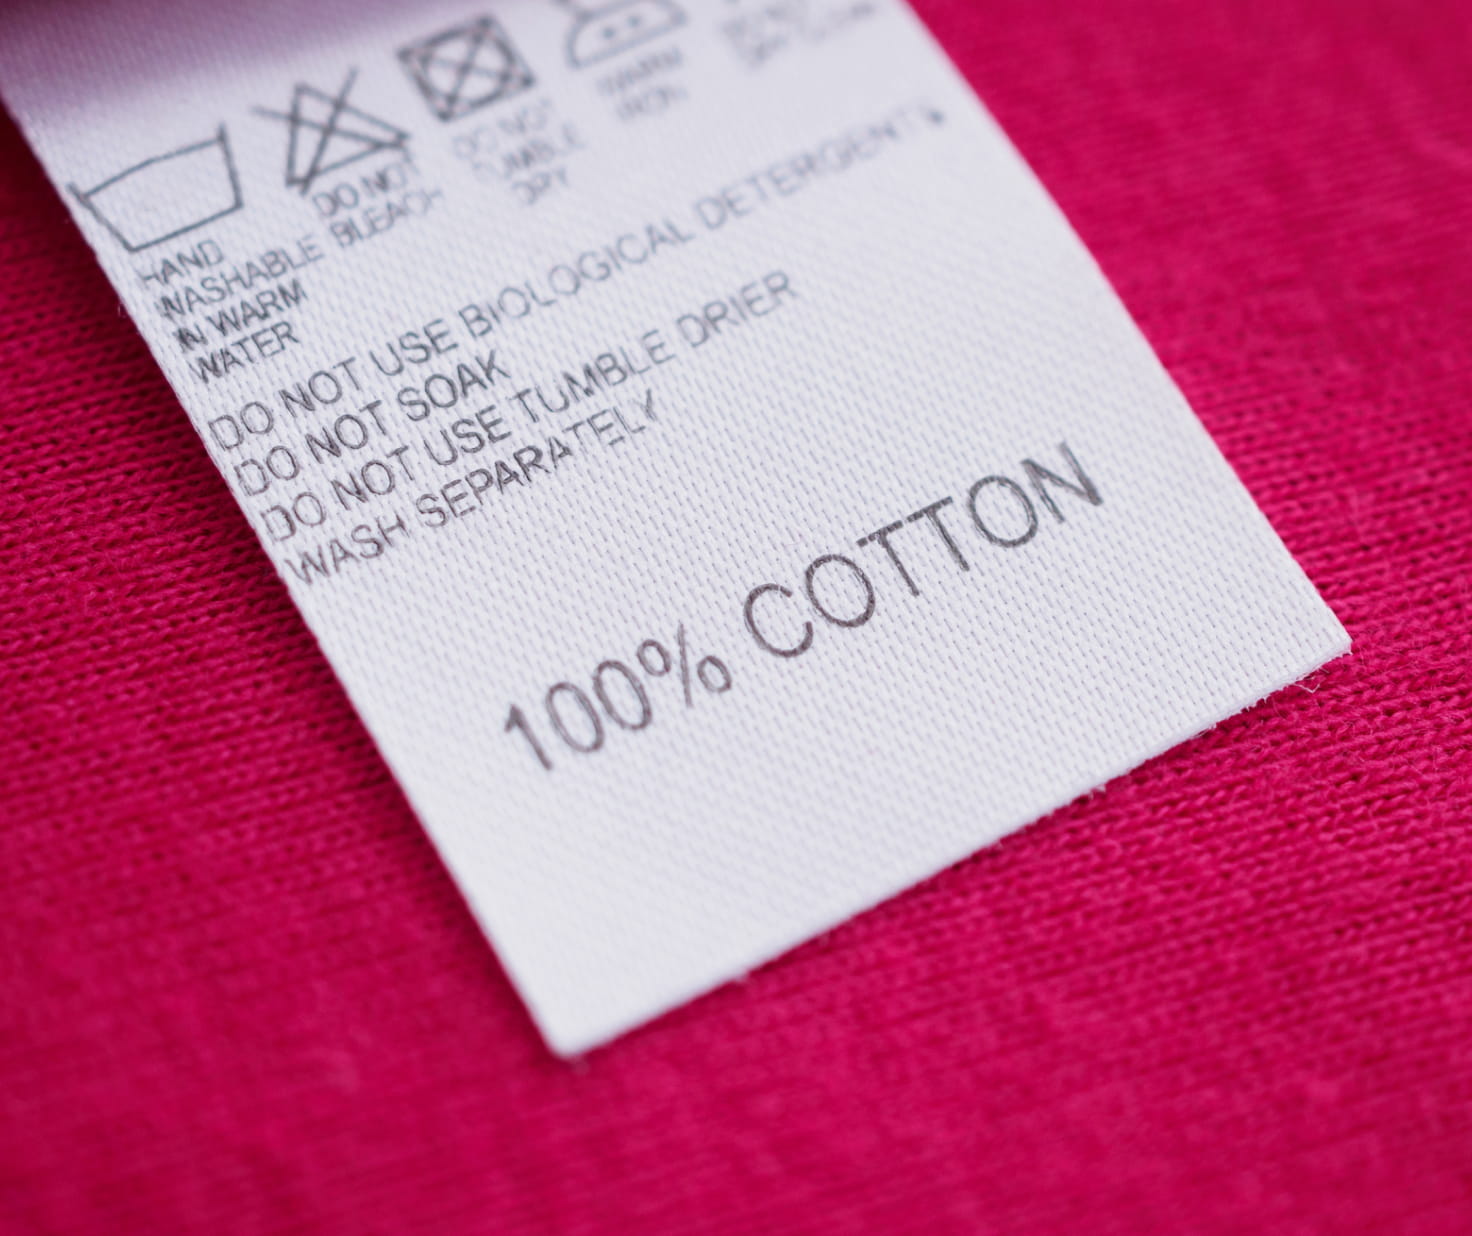 HAND
WASHABLE
IN WARM
WATER
DO NOT
BLEACH
DO NOT
TUMBLE
DRY
WARM
IRON
DO NOT USE BIOLOGICAL DETERGENTS
DO NOT SOAK
DO NOT USE TUMBLE DRIER
WASH SEPARATELY
100% COTTON